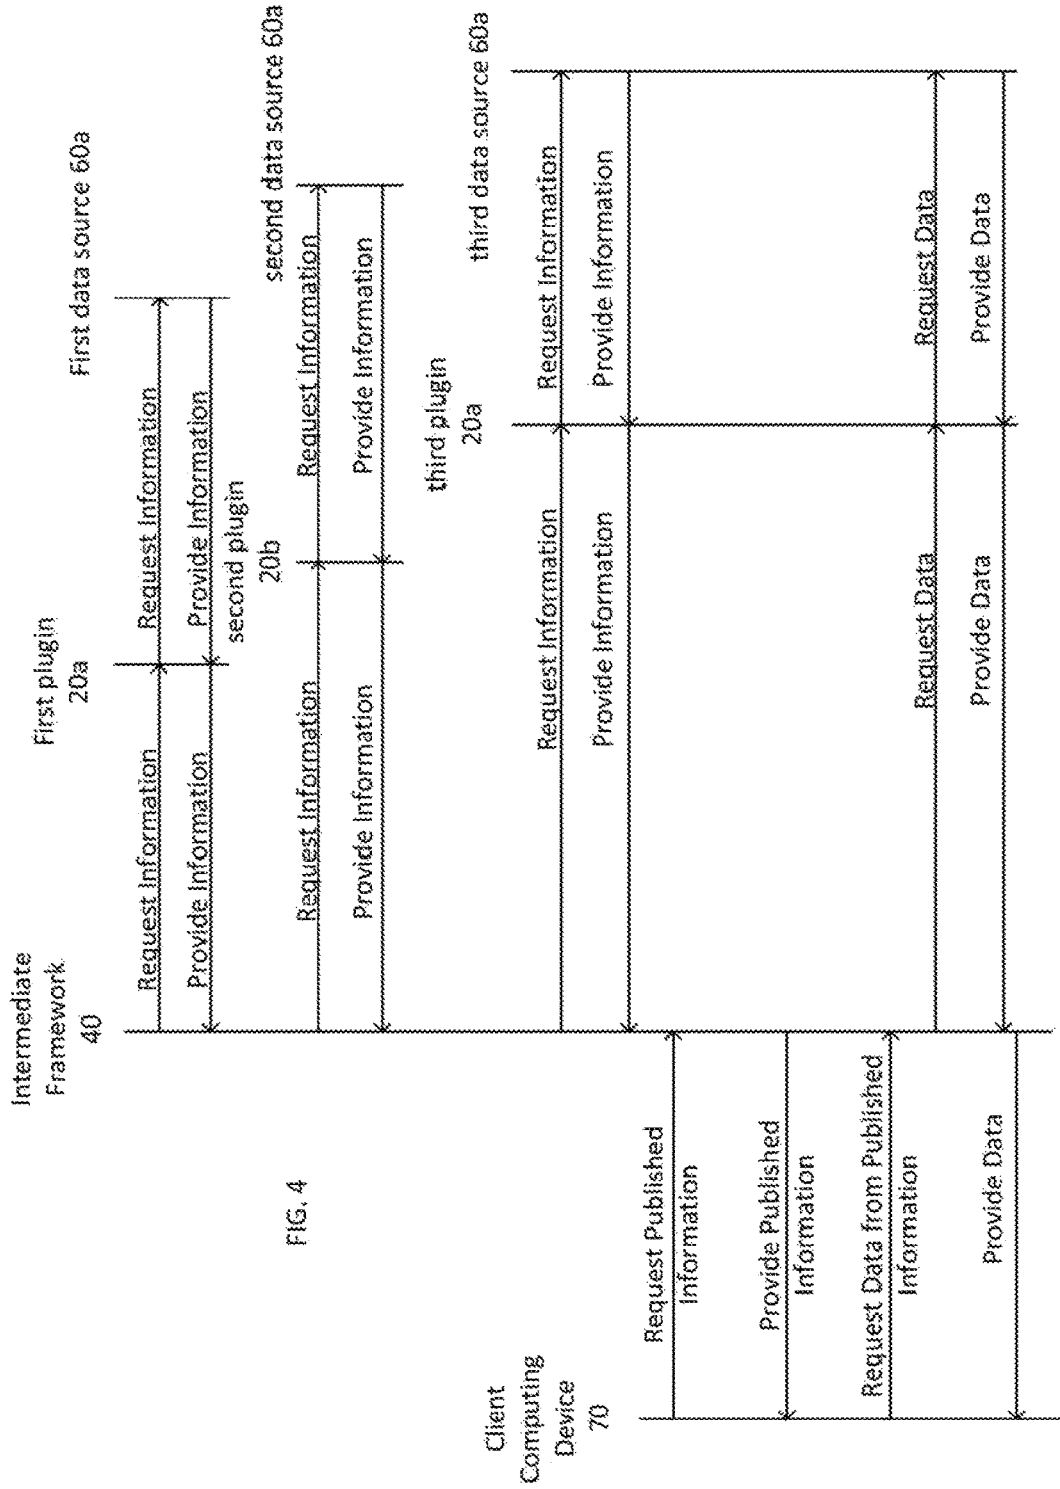 Intermediate
Framework
40
First plugin
20a
First data source 60a
Request Information
Request Information
Provide Information
Provide Information
second plugin
20b
second data source 60a
Request Information
Request Information
Provide Information
Provide Information
third plugin
20a
third data source 60a
Request Information
Request Information
Provide Information
Provide Information
FIG. 4
Client
Computing
Device
70
Request Published
Information
Provide Published
Information
Request Data from Published
Information
Request Data
Request Data
Provide Data
Provide Data
Provide Data